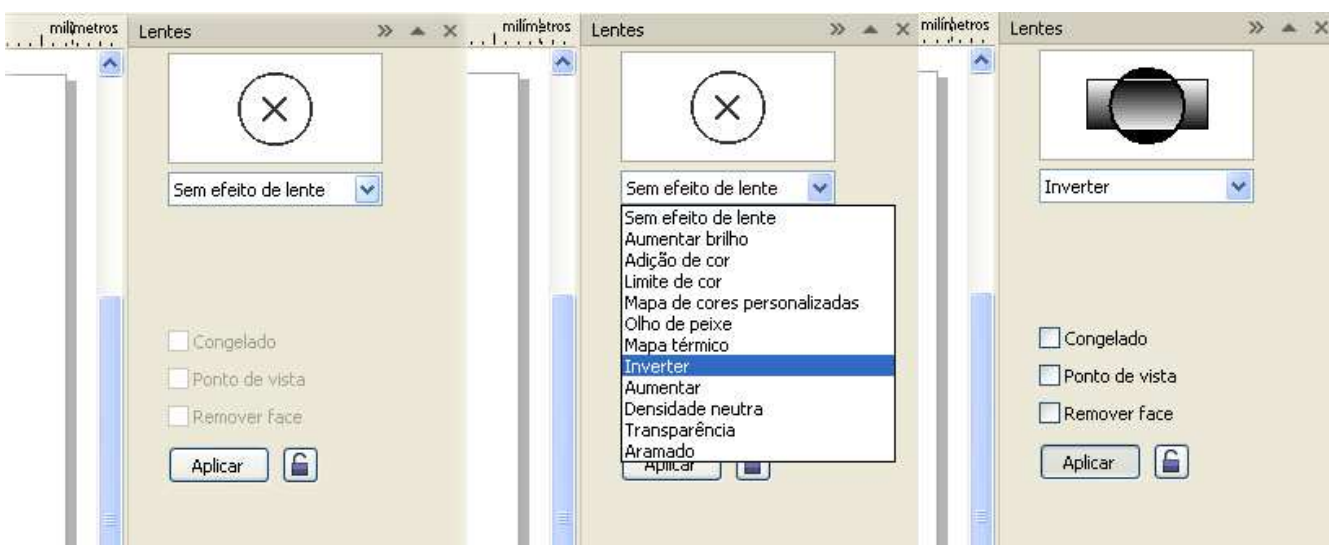 milímetros
Lentes
Sem efeito de lente
Congelado
Ponto de vista
Remover face
Aplicar
milímetros
Lentes
Sem efeito de lente
Sem efeito de lente
Aumentar brilho
Adição de cor
Limite de cor
Mapa de cores personalizadas
Olho de peixe
Mapa térmico
Inverter
Aumentar
Densidade neutra
Transparência
Aramado
Aplicar
milímetros
Lentes
Inverter
Congelado
Ponto de vista
Remover face
Aplicar